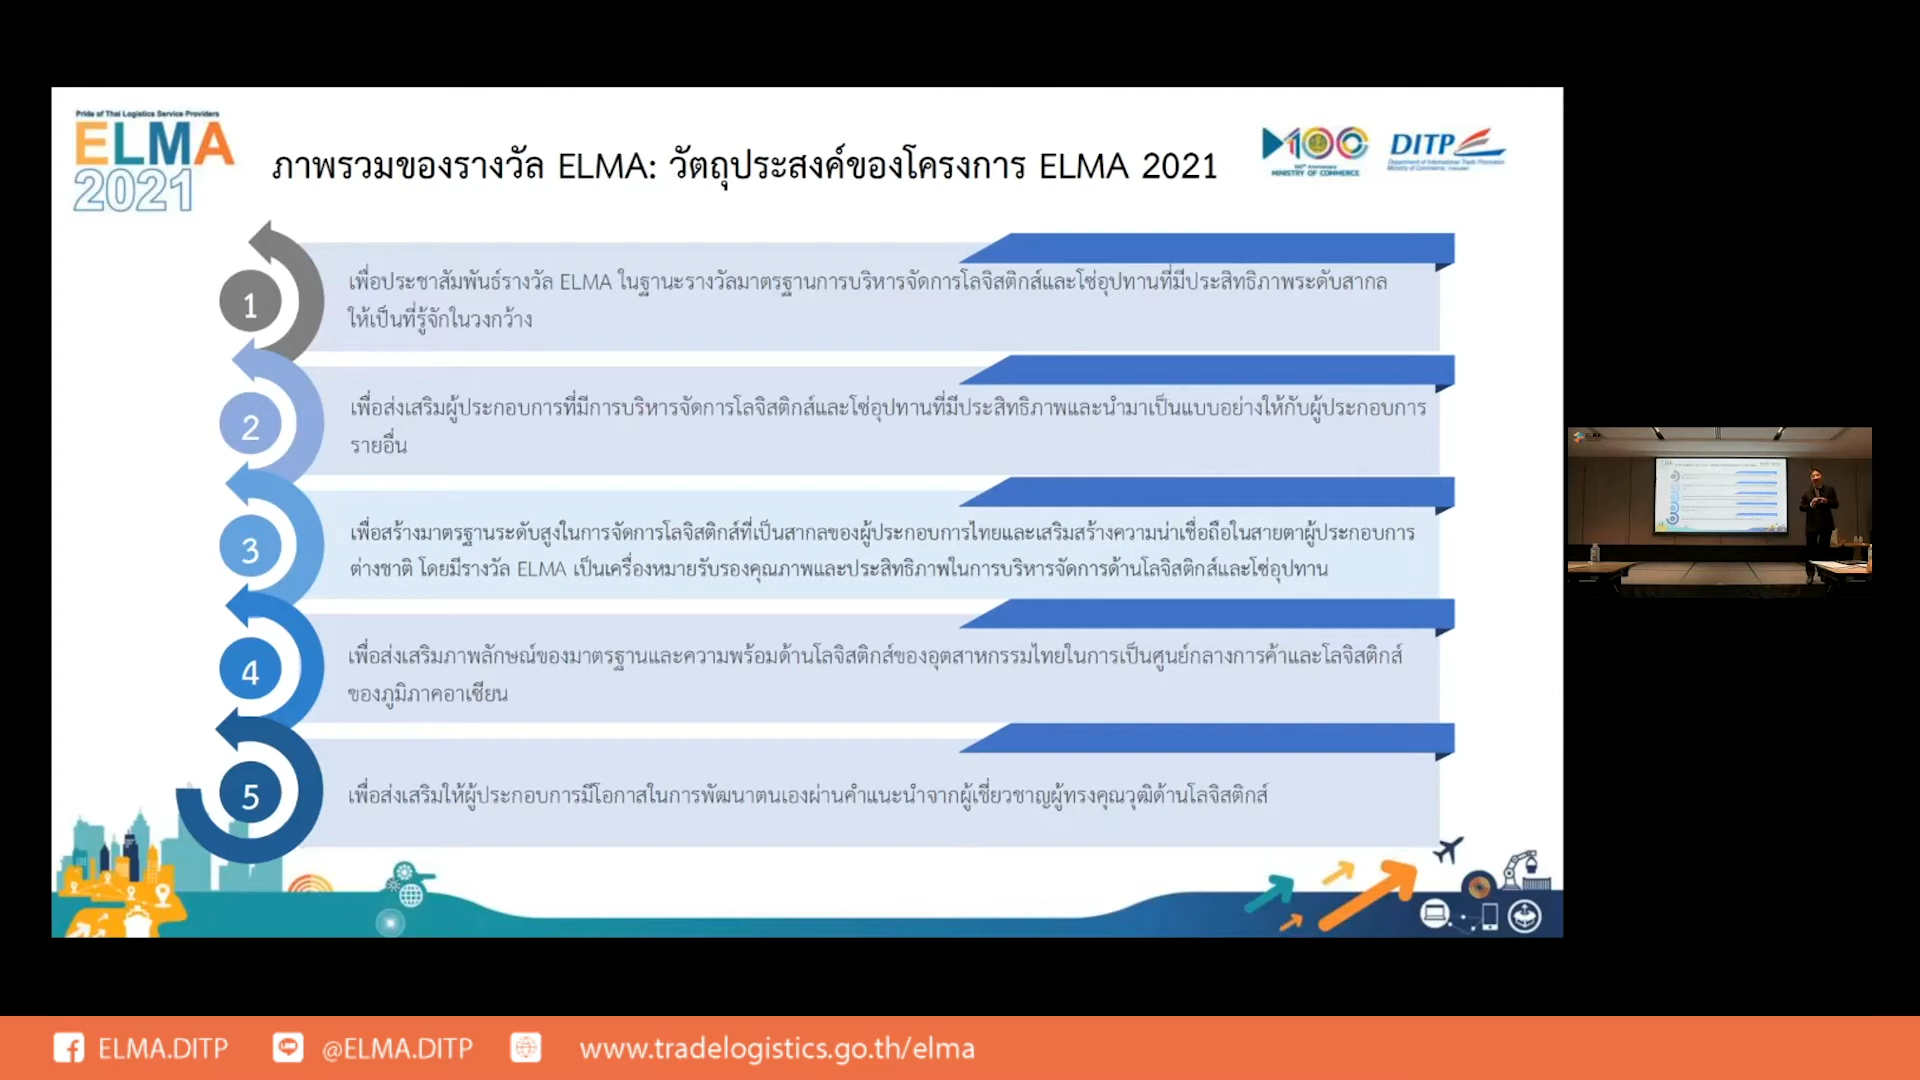 Pride of Thai Logistics Service Providers
ELMA
2021
ภาพรวมของรางวัล ELMA: วัตถุประสงค์ของโครงการ ELMA 2021
100
MINISTRY OF COMMERCE
DITP
Department of International Trade Promotion
Ministry of Commerce, Thailand
1
เพื่อประชาสัมพันธ์รางวัล ELMA ในฐานะรางวัลมาตรฐานการบริหารจัดการโลจิสติกส์และโซ่อุปทานที่มีประสิทธิภาพระดับสากล
ให้เป็นที่รู้จักในวงกว้าง
2
เพื่อส่งเสริมผู้ประกอบการที่มีการบริหารจัดการโลจิสติกส์และโซ่อุปทานที่มีประสิทธิภาพและนำมาเป็นแบบอย่างให้กับผู้ประกอบการ
รายอื่น
3
เพื่อสร้างมาตรฐานระดับสูงในการจัดการโลจิสติกส์ที่เป็นสากลของผู้ประกอบการไทยและเสริมสร้างความน่าเชื่อถือในสายตาผู้ประกอบการ
ต่างชาติ โดยมีรางวัล ELMA เป็นเครื่องหมายรับรองคุณภาพและประสิทธิภาพในการบริหารจัดการด้านโลจิสติกส์และโซ่อุปทาน
4
เพื่อส่งเสริมภาพลักษณ์ของมาตรฐานและความพร้อมด้านโลจิสติกส์ของอุตสาหกรรมไทยในการเป็นศูนย์กลางการค้าและโลจิสติกส์
ของภูมิภาคอาเซียน
5
เพื่อส่งเสริมให้ผู้ประกอบการมีโอกาสในการพัฒนาตนเองผ่านคำแนะนำจากผู้เชี่ยวชาญผู้ทรงคุณวุฒิด้านโลจิสติกส์
ELMA.DITP
@ELMA.DITP
www.tradelogistics.go.th/elma